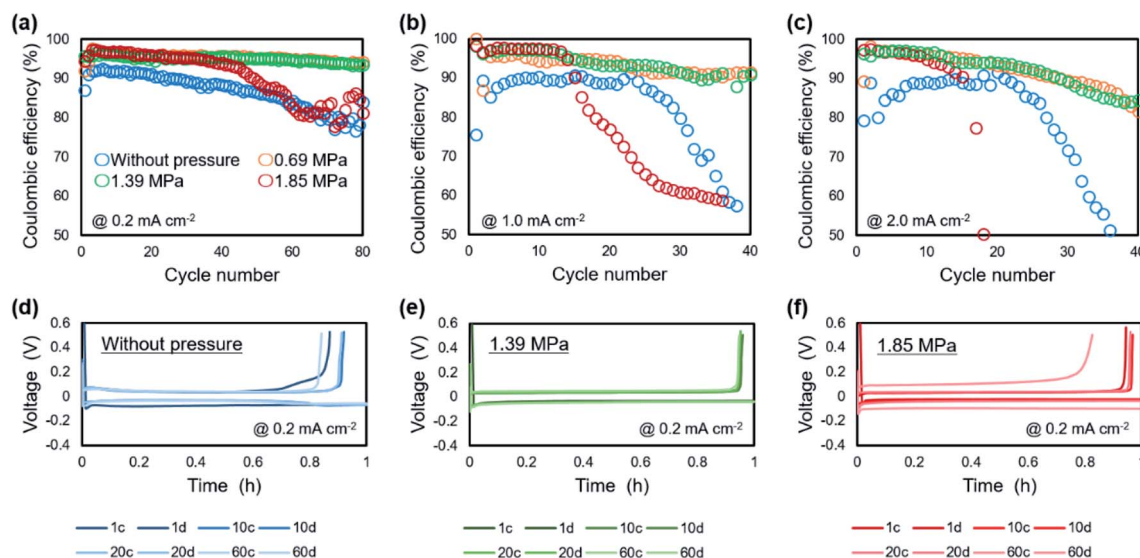 (a)
(b)
(c)
100
90
80
70
60
50
Coulombic efficiency (%)
Without pressure
0.69 MPa
1.39 MPa
1.85 MPa
@ 0.2 mA cm-2
0
20
40
60
80
Cycle number
100
90
80
70
60
50
Coulombic efficiency (%)
@ 1.0 mA cm-2
0
10
20
30
40
Cycle number
100
90
80
70
60
50
Coulombic efficiency (%)
@ 2.0 mA cm-2
0
10
20
30
40
Cycle number
(d)
(e)
(f)
0.6
0.4
0.2
0
-0.2
-0.4
Voltage (V)
Without pressure
@ 0.2 mA cm-2
0
0.2
0.4
0.6
0.8
1
Time (h)
1c 1d 10c 10d
20c 20d 60c 60d
0.6
0.4
0.2
0
-0.2
-0.4
Voltage (V)
1.39 MPa
@ 0.2 mA cm-2
0
0.2
0.4
0.6
0.8
1
Time (h)
1c 1d 10c 10d
20c 20d 60c 60d
0.6
0.4
0.2
0
-0.2
-0.4
Voltage (V)
1.85 MPa
@ 0.2 mA cm-2
0
0.2
0.4
0.6
0.8
1
Time (h)
1c 1d 10c 10d
20c 20d 60c 60d